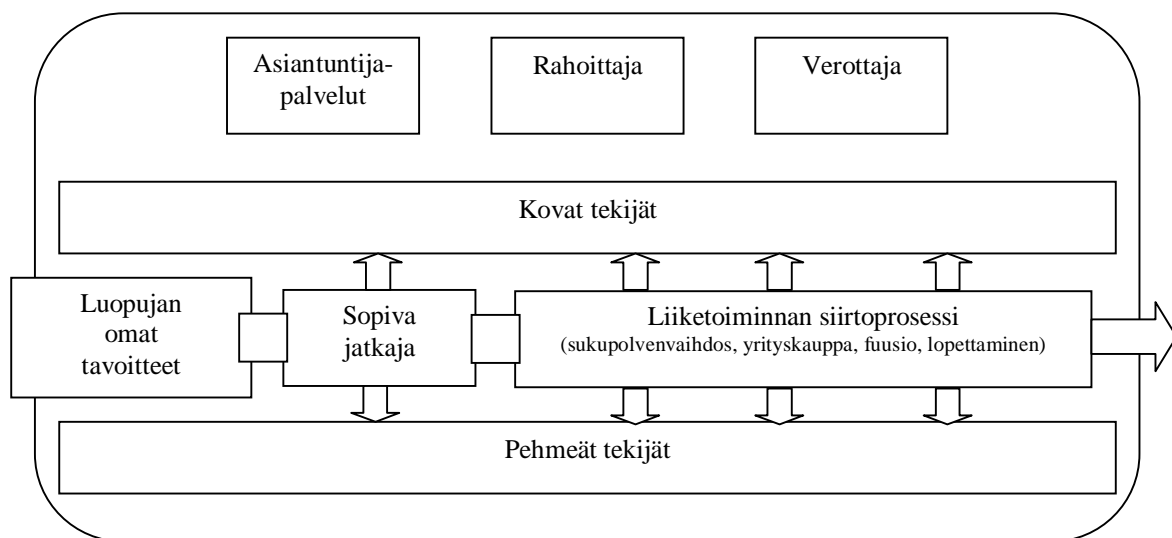 Asiantuntija-
palvelut
Rahoittaja
Verottaja
Kovat tekijät
Luopujan
omat
tavoitteet
Sopiva
jatkaja
Liiketoiminnan siirtoprosessi
(sukupolvenvaihdos, yrityskauppa, fuusio, lopettaminen)
Pehmeät tekijät